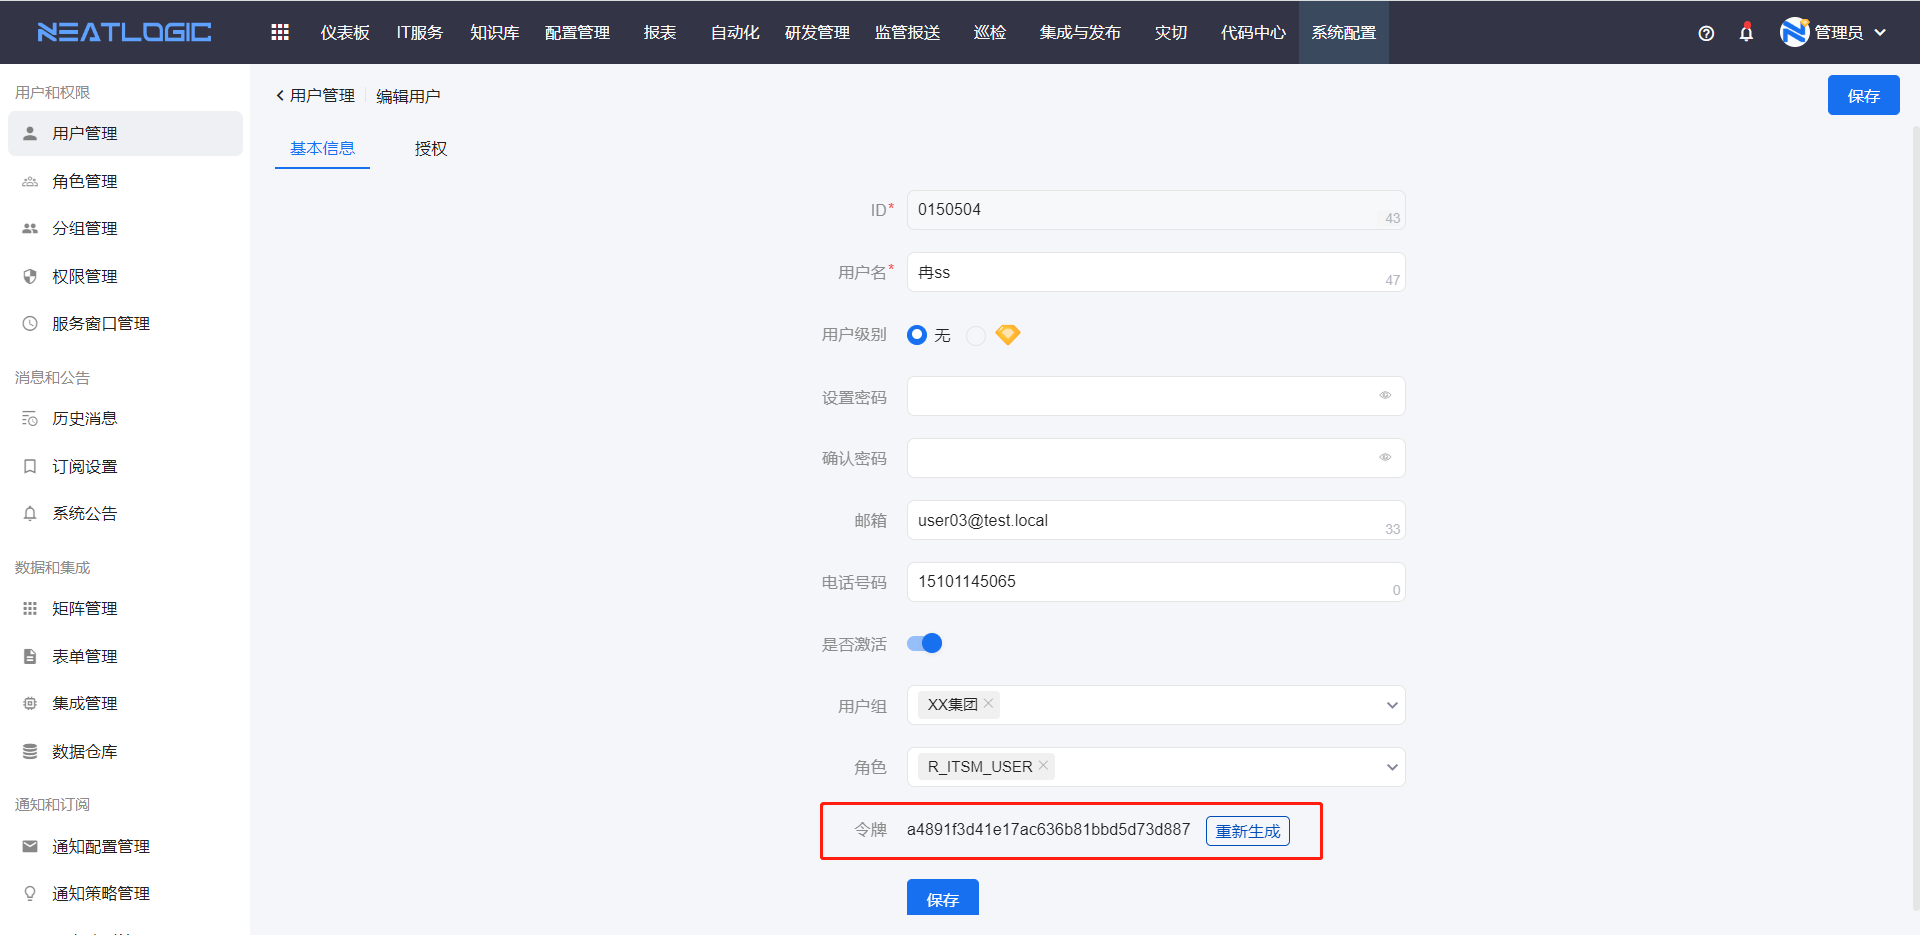 NEATLOGIC
仪表板 IT服务 知识库 配置管理 报表 自动化 研发管理 监管报送 巡检 集成与发布 灾切 代码中心 系统配置
管理员
用户和权限
用户管理
角色管理
分组管理
权限管理
服务窗口管理
消息和公告
历史消息
订阅设置
系统公告
数据和集成
矩阵管理
表单管理
集成管理
数据仓库
通知和订阅
通知配置管理
通知策略管理
用户管理 编辑用户
保存
基本信息 授权
ID* 0150504 43
用户名* 冉ss 47
用户级别 无
设置密码
确认密码
邮箱 user03@test.local 33
电话号码 15101145065 0
是否激活
用户组 XX集团
角色 R_ITSM_USER
令牌 a4891f3d41e17ac636b81bbd5d73d887 重新生成
保存